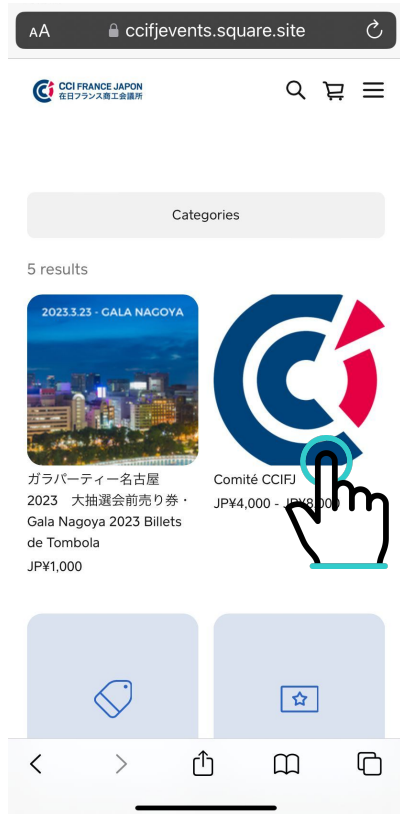 AA
ccifjevents.square.site
CCI FRANCE JAPON
在日フランス商工会議所
Categories
5 results
2023.3.23 - GALA NAGOYA
ガラパーティー名古屋
2023　大抽選会前売り券・
Gala Nagoya 2023 Billets
de Tombola
JP¥1,000
Comité CCIFJ
JP¥4,000 - JP¥8,000